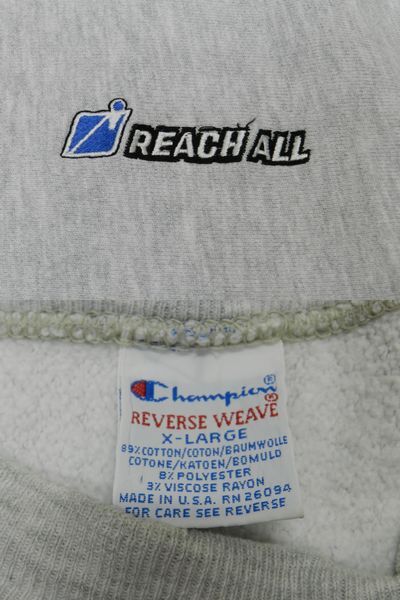 REACH ALL
Champion®
REVERSE WEAVE®
X-LARGE
89% COTTON/COTON/BAUMWOLLE
COTONE/KATOEN/BOMULD
8% POLYESTER
3% VISCOSE RAYON
MADE IN U.S.A. RN 26094
FOR CARE SEE REVERSE